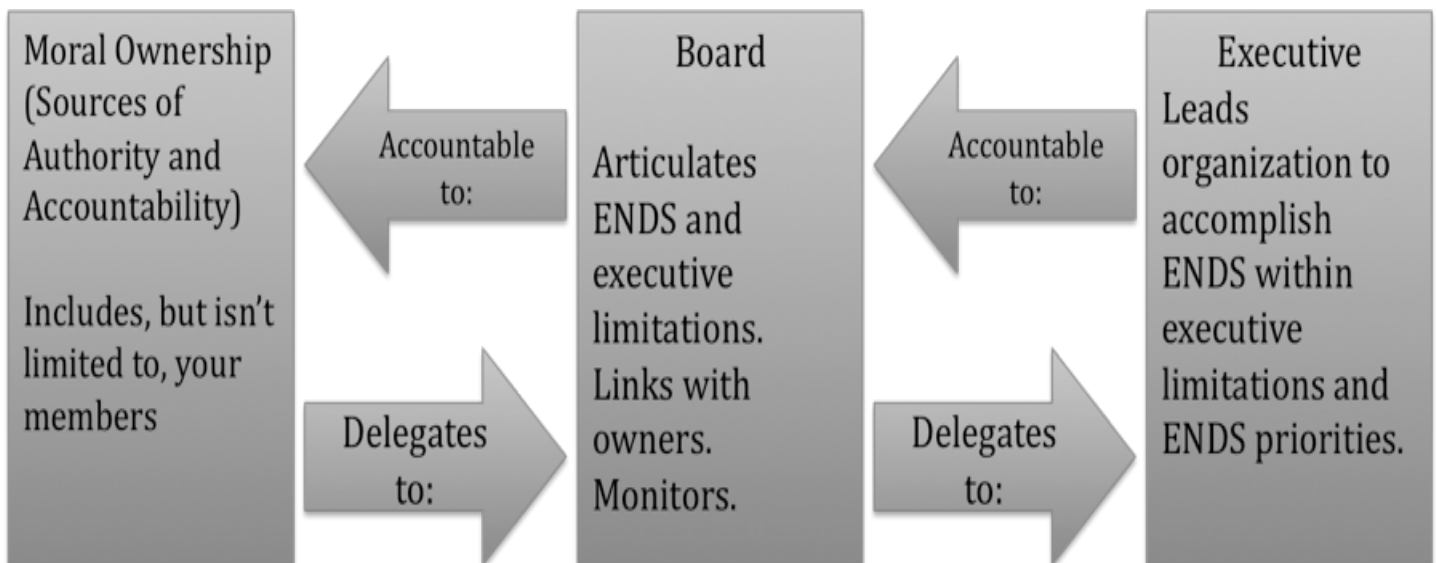 Moral Ownership
(Sources of
Authority and
Accountability)
Includes, but isn't
limited to, your
members
Accountable
to:
Delegates
to:
Board
Articulates
ENDS and
executive
limitations.
Links with
owners.
Monitors.
Accountable
to:
Delegates
to:
Executive
Leads
organization to
accomplish
ENDS within
executive
limitations and
ENDS priorities.